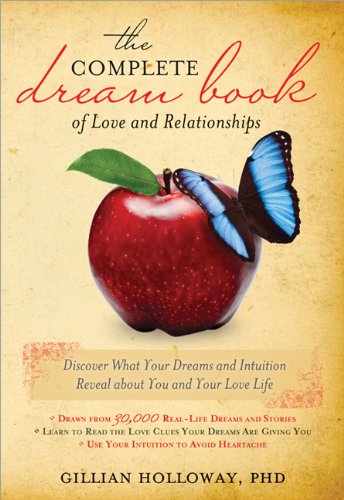 the
COMPLETE
dream book
of Love and Relationships
Discover What Your Dreams and Intuition
Reveal about You and Your Love Life
Drawn from 30,000 Real-Life Dreams and Stories
Learn to Read the Love Clues Your Dreams Are Giving You
Use Your Intuition to Avoid Heartache
GILLIAN HOLLOWAY, PHD